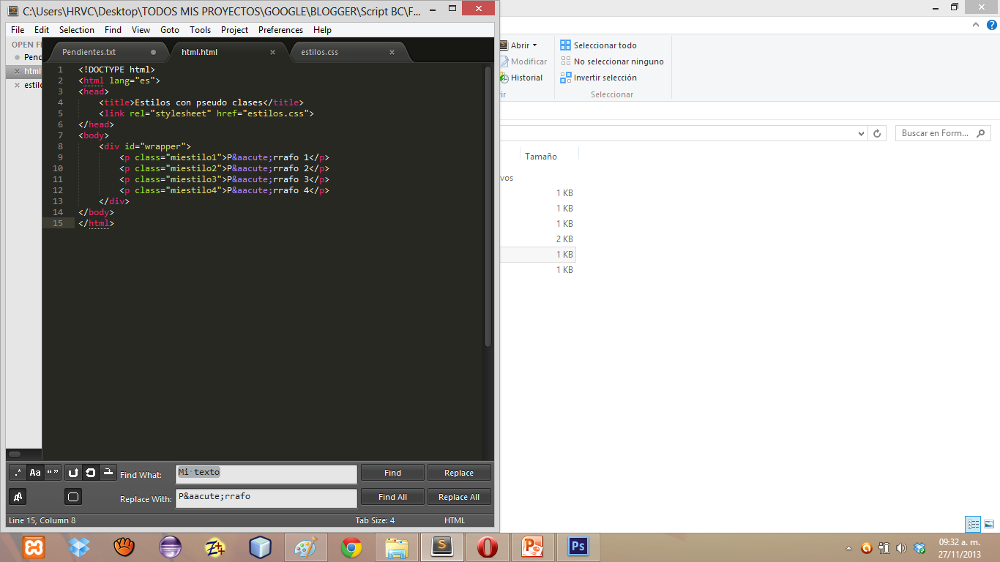 C:\Users\HRVC\Desktop\TODOS MIS PROYECTOS\GOOGLE\BLOGGER\Script BC\F...
File Edit Selection Find View Goto Tools Project Preferences Help
OPEN FI
Pend
html
estilo
Pendientes.txt
html.html
estilos.css
1 <!DOCTYPE html>
2 <html lang="es">
3 <head>
4 <title>Estilos con pseudo clases</title>
5 <link rel="stylesheet" href="estilos.css">
6 </head>
7 <body>
8 <div id="wrapper">
9 <p class="miestilo1">P&aacute;rrafo 1</p>
10 <p class="miestilo2">P&aacute;rrafo 2</p>
11 <p class="miestilo3">P&aacute;rrafo 3</p>
12 <p class="miestilo4">P&aacute;rrafo 4</p>
13 </div>
14 </body>
15 </html>
.* Aa “ ” Find What: Mi texto Find Replace
Replace With: P&aacute;rrafo Find All Replace All
Line 15, Column 8 Tab Size: 4 HTML
Abrir
Modificar
Historial
rir
Seleccionar todo
No seleccionar ninguno
Invertir selección
Seleccionar
Buscar en Form...
Tamaño
vos
1 KB
1 KB
1 KB
2 KB
1 KB
1 KB
Ps
09:32 a. m.
27/11/2013